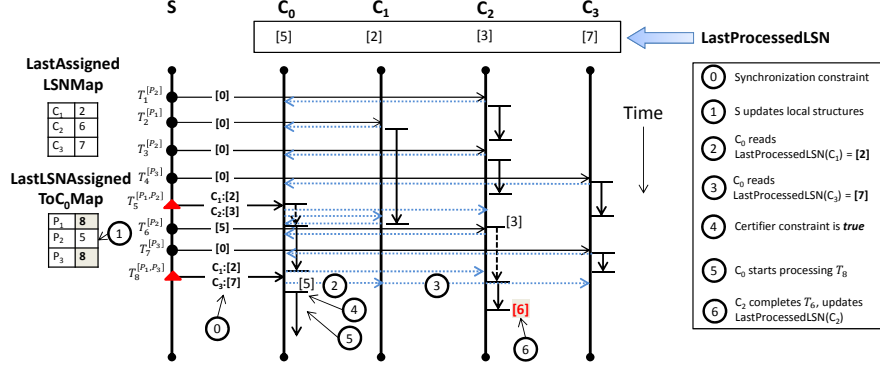 S C₀ C₁ C₂ C₃
[5] [2] [3] [7]
LastProcessedLSN
LastAssigned
LSNMap
C₁ 2
C₂ 6
C₃ 7
LastLSNAssigned
ToC₀Map
P₁ 8
P₂ 5
P₃ 8
1
T₁[P₂] [0]
T₂[P₁] [0]
T₃[P₂] [0]
T₄[P₃] [0]
T₅[P₁,P₂] C₁:[2]
C₂:[3]
T₆[P₂] [5] [3]
T₇[P₃] [0]
T₈[P₁,P₃] C₁:[2]
C₃:[7]
[5] 2 3
4
[6]
0 5 6
Time
0 Synchronization constraint
1 S updates local structures
2 C₀ reads
LastProcessedLSN(C₁) = [2]
3 C₀ reads
LastProcessedLSN(C₃) = [7]
4 Certifier constraint is true
5 C₀ starts processing T₈
6 C₂ completes T₆, updates
LastProcessedLSN(C₂)